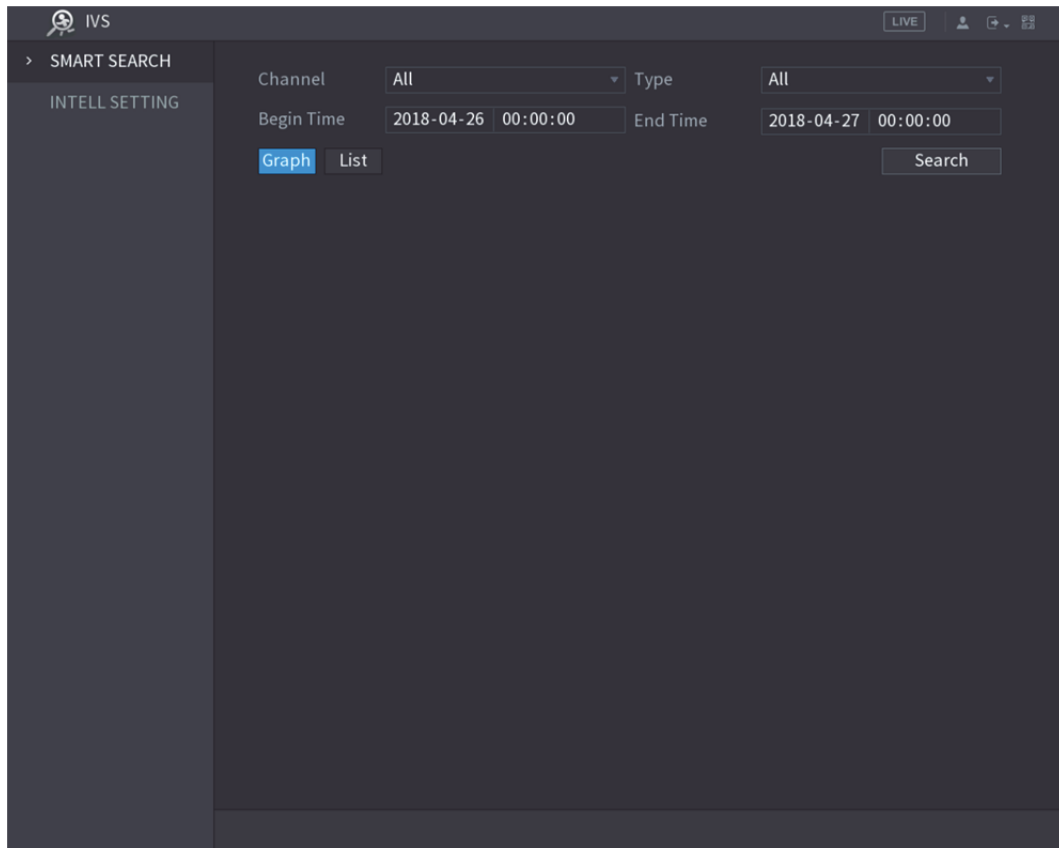 IVS LIVE
SMART SEARCH
INTELL SETTING
Channel All Type All
Begin Time 2018-04-26 00:00:00 End Time 2018-04-27 00:00:00
Graph List Search